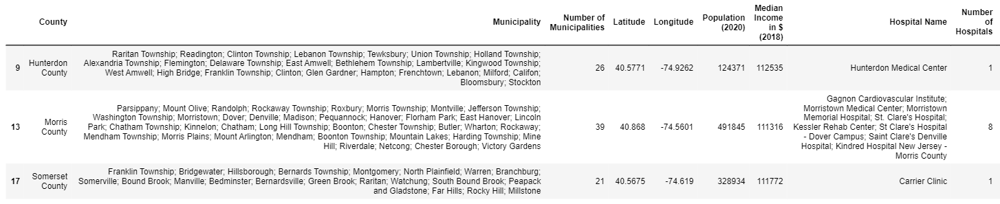 County Municipality Number of Municipalities Latitude Longitude Population (2020) Median Income in $ (2018) Hospital Name Number of Hospitals
9 Hunterdon County
Raritan Township; Readington; Clinton Township; Lebanon Township; Tewksbury; Union Township; Holland Township;
Alexandria Township; Flemington; Delaware Township; East Amwell; Bethlehem Township; Lambertville; Kingwood Township;
West Amwell; High Bridge; Franklin Township; Clinton; Glen Gardner; Hampton; Frenchtown; Lebanon; Milford; Califon;
Bloomsbury; Stockton
26 40.5771 -74.9262 124371 112535 Hunterdon Medical Center 1
13 Morris County
Parsippany; Mount Olive; Randolph; Rockaway Township; Roxbury; Morris Township; Montville; Jefferson Township;
Washington Township; Morristown; Dover; Denville; Madison; Pequannock; Hanover; Florham Park; East Hanover; Lincoln
Park; Chatham Township; Kinnelon; Chatham; Long Hill Township; Boonton; Chester Township; Butler; Wharton; Rockaway;
Mendham Township; Morris Plains; Mount Arlington; Mendham; Boonton Township; Mountain Lakes; Harding Township; Mine
Hill; Riverdale; Netcong; Chester Borough; Victory Gardens
39 40.868 -74.5601 491845 111316
Gagnon Cardiovascular Institute;
Morristown Medical Center; Morristown
Memorial Hospital; St. Clare's Hospital;
Kessler Rehab Center; St Clare's Hospital
- Dover Campus; Saint Clare's Denville
Hospital; Kindred Hospital New Jersey -
Morris County
8
17 Somerset County
Franklin Township; Bridgewater; Hillsborough; Bernards Township; Montgomery; North Plainfield; Warren; Branchburg;
Somerville; Bound Brook; Manville; Bedminster; Bernardsville; Green Brook; Raritan; Watchung; South Bound Brook; Peapack
and Gladstone; Far Hills; Rocky Hill; Millstone
21 40.5675 -74.619 328934 111772 Carrier Clinic 1